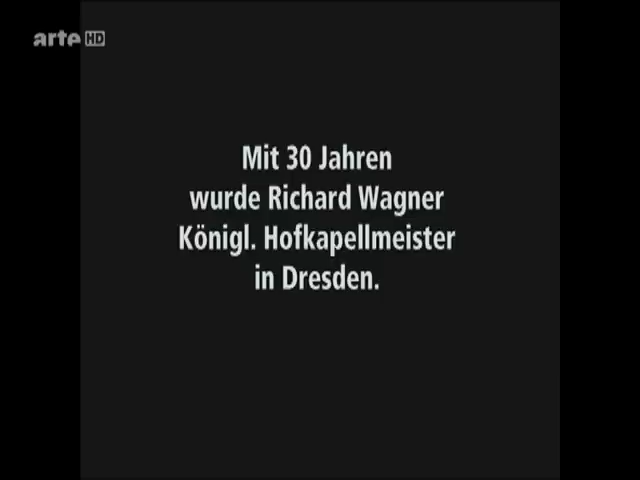 arte HD
Mit 30 Jahren
wurde Richard Wagner
Königl. Hofkapellmeister
in Dresden.